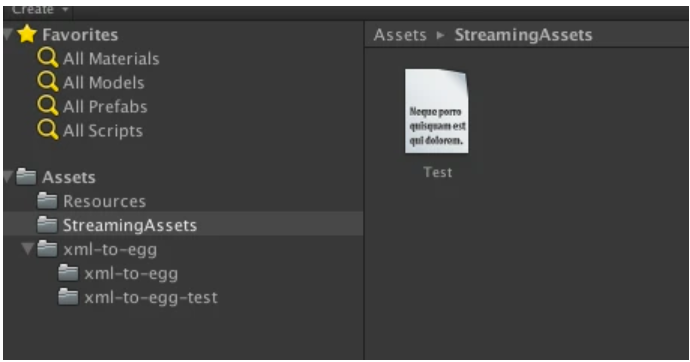 Create
Favorites
All Materials
All Models
All Prefabs
All Scripts
Assets
Resources
StreamingAssets
xml-to-egg
xml-to-egg
xml-to-egg-test
Assets ▸ StreamingAssets
Neque porro
quisquam est
qui dolorem.
Test